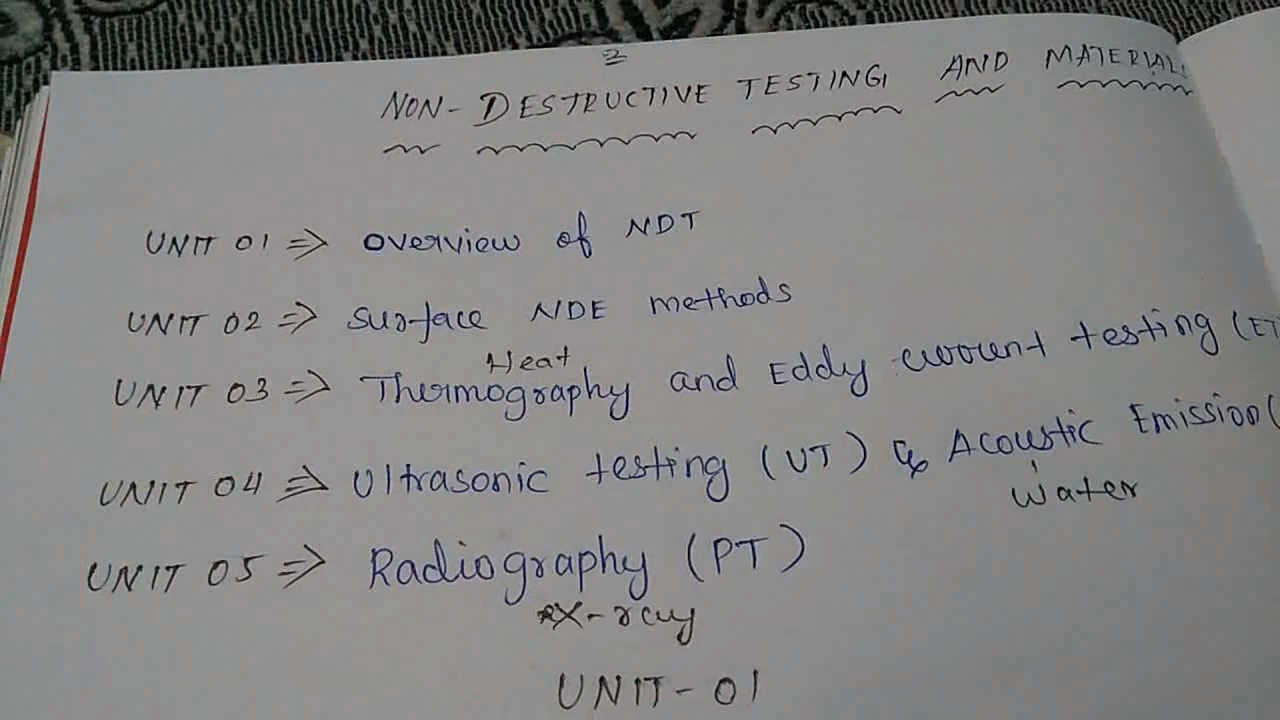 2
NON-DESTRUCTIVE TESTING AND MATERIALS
UNIT 01 => overview of NDT
UNIT 02 => surface NDE methods
Heat
UNIT 03 => Thermography and Eddy current testing (ET
UNIT 04 => Ultrasonic testing (UT) & Acoustic Emission (
Water
UNIT 05 => Radiography (PT)
X-ray
UNIT-01